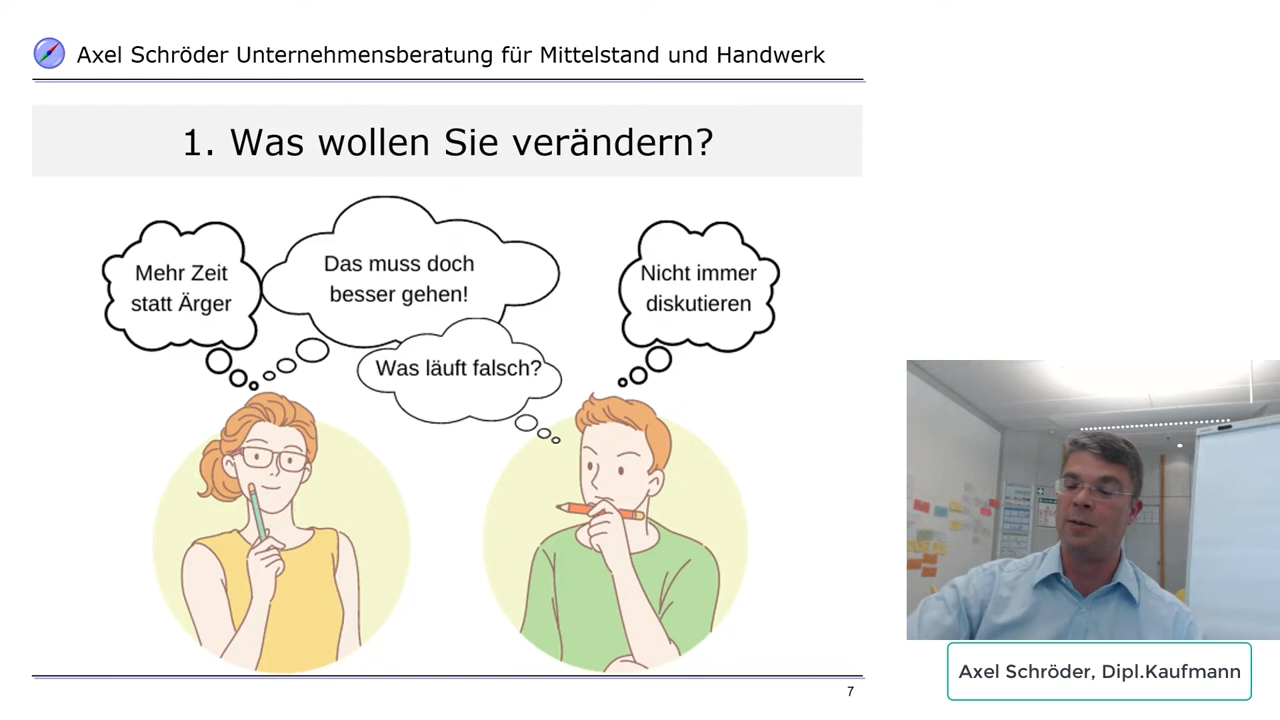 Axel Schröder Unternehmensberatung für Mittelstand und Handwerk
1. Was wollen Sie verändern?
Mehr Zeit
statt Ärger
Das muss doch
besser gehen!
Was läuft falsch?
Nicht immer
diskutieren
Axel Schröder, Dipl.Kaufmann
7